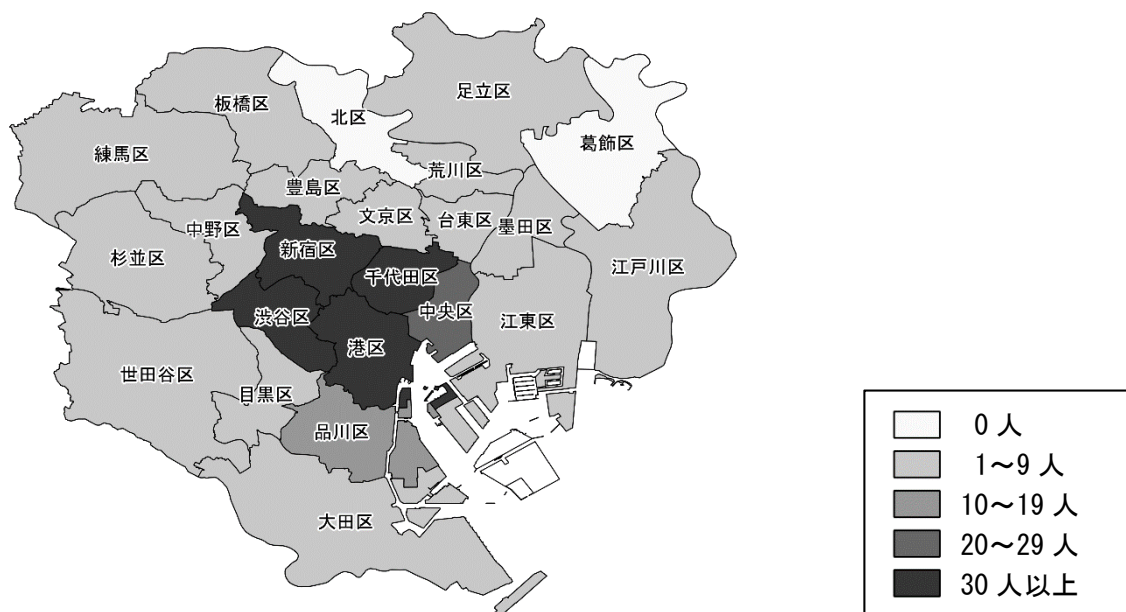 足立区
板橋区
北区
葛飾区
練馬区
荒川区
豊島区
文京区
台東区
墨田区
中野区
新宿区
杉並区
江戸川区
千代田区
中央区
江東区
渋谷区
港区
世田谷区
目黒区
品川区
大田区
0 人
1～9 人
10～19 人
20～29 人
30 人以上